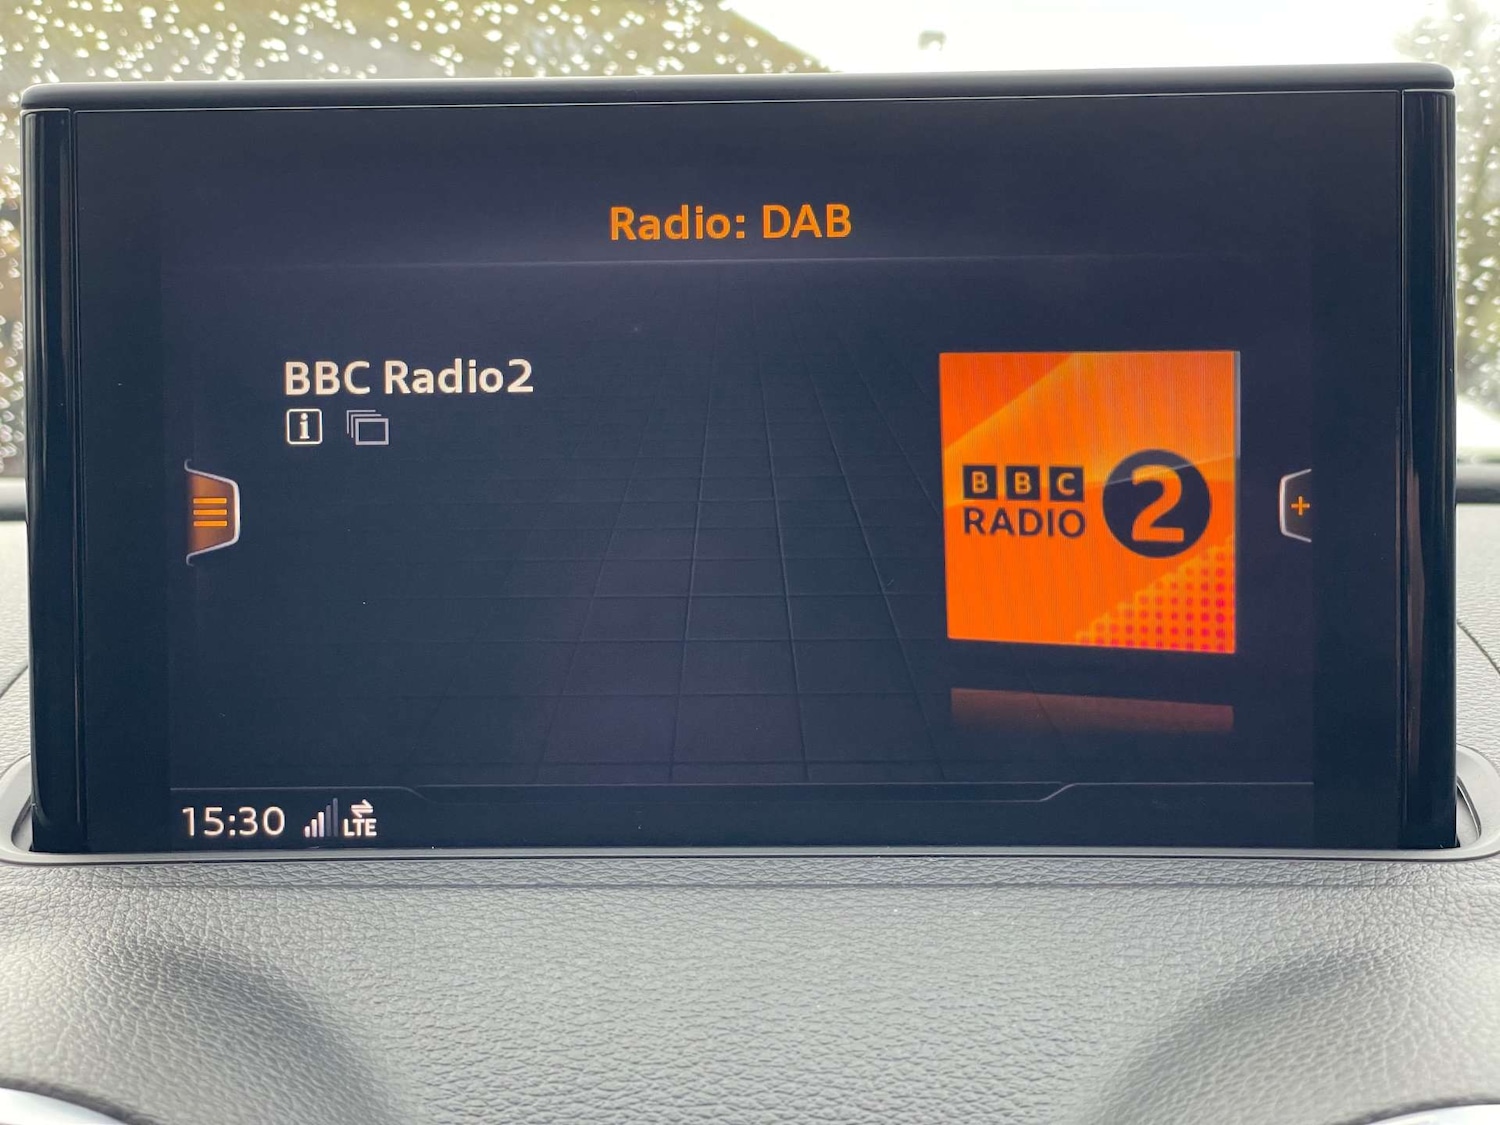 Radio: DAB
BBC Radio2
i
BBC
RADIO 2
+
15:30 LTE